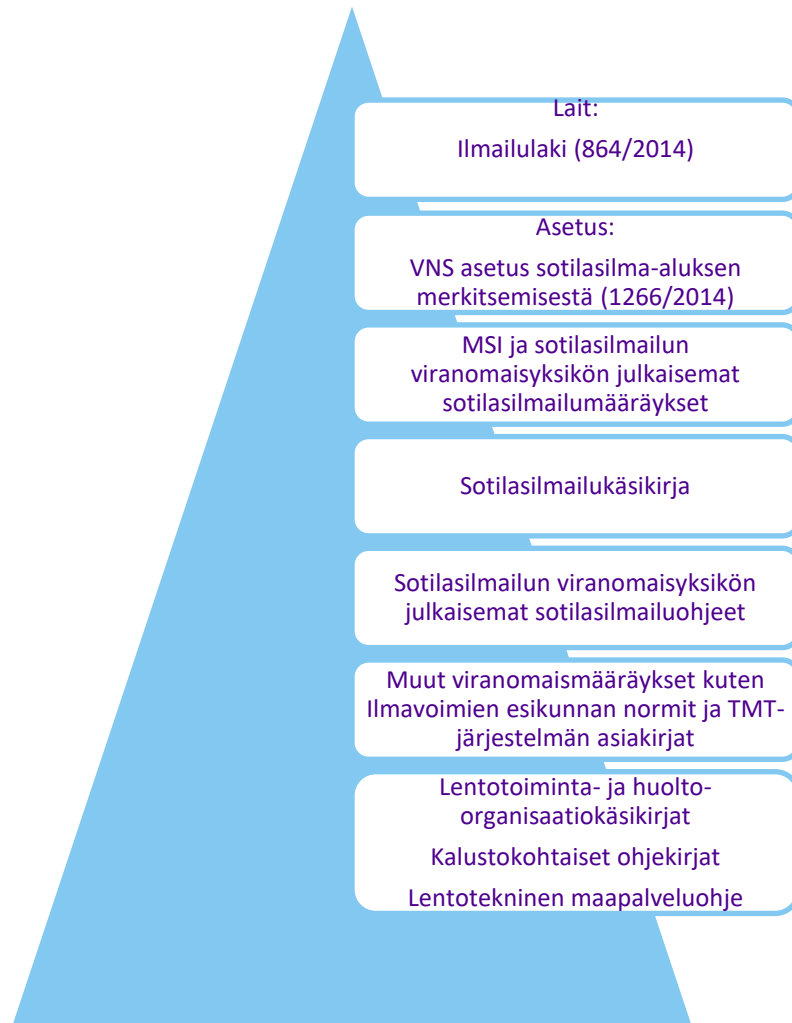 Lait:
Ilmailulaki (864/2014)
Asetus:
VNS asetus sotilasilma-aluksen
merkitsemisestä (1266/2014)
MSI ja sotilasilmailun
viranomaisyksikön julkaisemat
sotilasilmailumääräykset
Sotilasilmailukäsikirja
Sotilasilmailun viranomaisyksikön
julkaisemat sotilasilmailuohjeet
Muut viranomaismääräykset kuten
Ilmavoimien esikunnan normit ja TMT-
järjestelmän asiakirjat
Lentotoiminta- ja huolto-
organisaatiokäsikirjat
Kalustokohtaiset ohjekirjat
Lentotekninen maapalveluohje